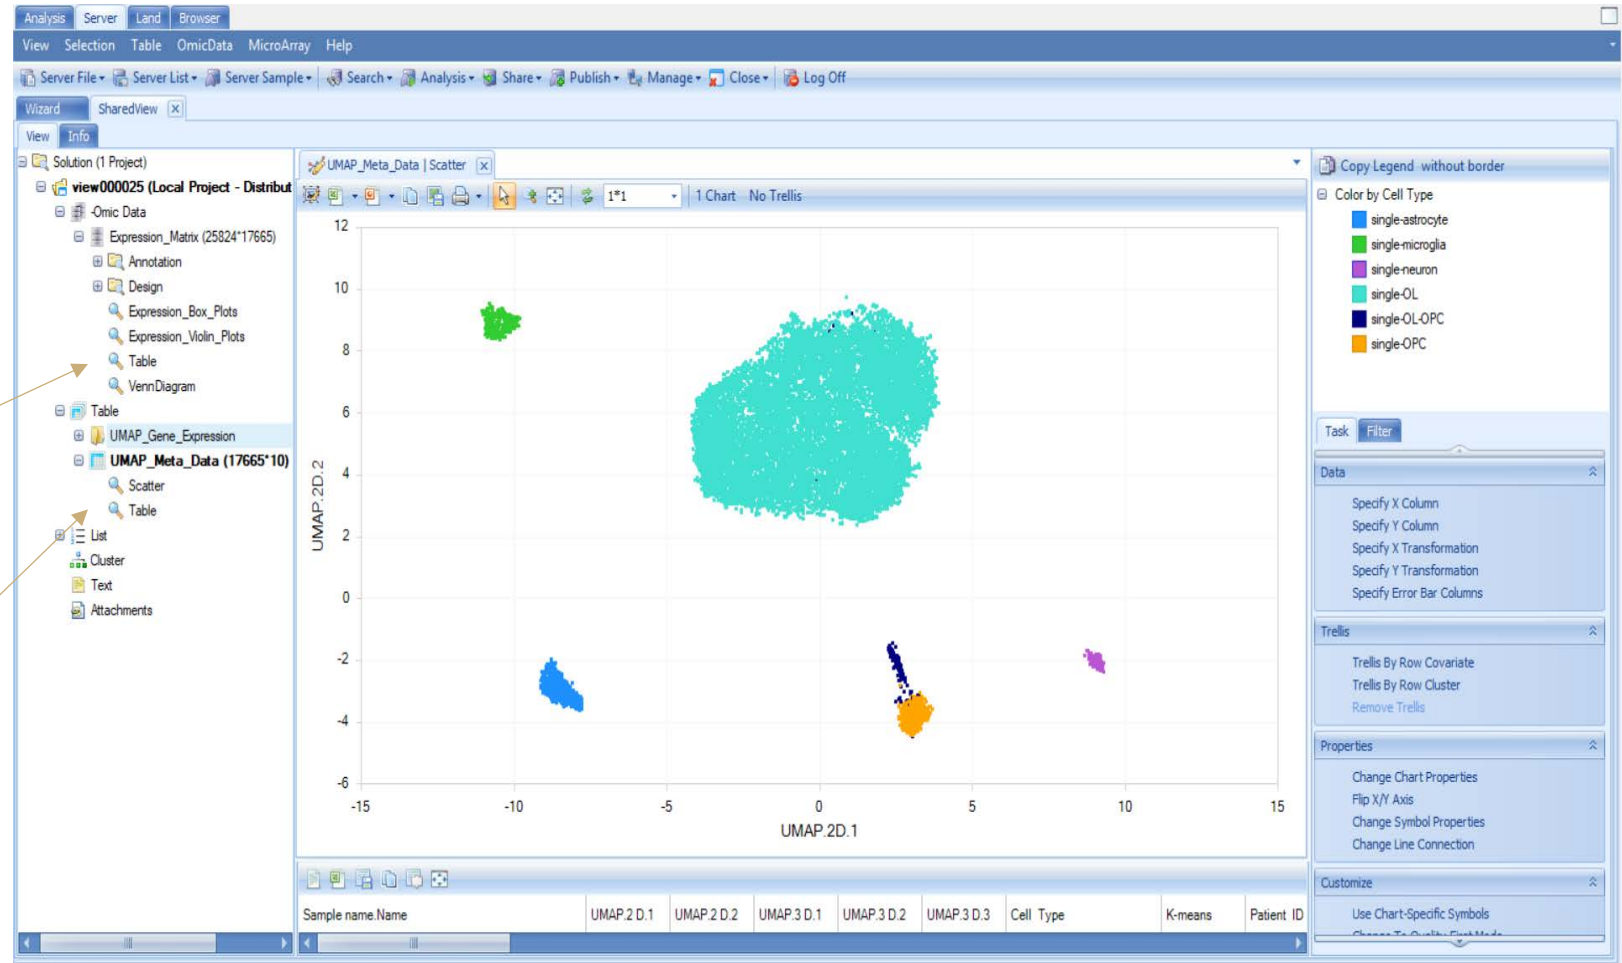 Analysis Server Land Browser
View Selection Table OmicData MicroArray Help
Server File Server List Server Sample Search Analysis Share Publish Manage Close Log Off
Wizard SharedView
View Info
Solution (1 Project)
view000025 (Local Project - Distribut
-Omic Data
Expression_Matrix (25824*17665)
Annotation
Design
Expression_Box_Plots
Expression_Violin_Plots
Table
VennDiagram
Table
UMAP_Gene_Expression
UMAP_Meta_Data (17665*10)
Scatter
Table
List
Cluster
Text
Attachments
UMAP_Meta_Data | Scatter
1*1 1 Chart No Trellis
12
10
8
6
4
2
0
-2
-4
-6
UMAP.2D.2
-15 -10 -5 0 5 10 15
UMAP.2D.1
Sample name.Name UMAP.2 D.1 UMAP.2 D.2 UMAP.3 D.1 UMAP.3 D.2 UMAP.3 D.3 Cell Type K-means Patient ID
Copy Legend without border
Color by Cell Type
single-astrocyte
single-microglia
single-neuron
single-OL
single-OL-OPC
single-OPC
Task Filter
Data
Specify X Column
Specify Y Column
Specify X Transformation
Specify Y Transformation
Specify Error Bar Columns
Trellis
Trellis By Row Covariate
Trellis By Row Cluster
Remove Trellis
Properties
Change Chart Properties
Flip X/Y Axis
Change Symbol Properties
Change Line Connection
Customize
Use Chart-Specific Symbols
Change To Quality First Mode